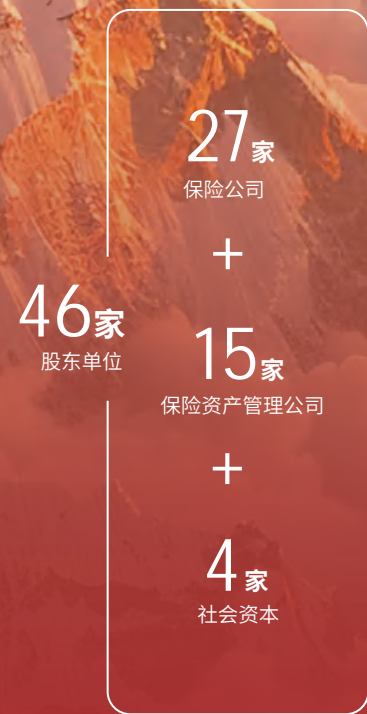 46家
股东单位
27家
保险公司
+
15家
保险资产管理公司
+
4家
社会资本